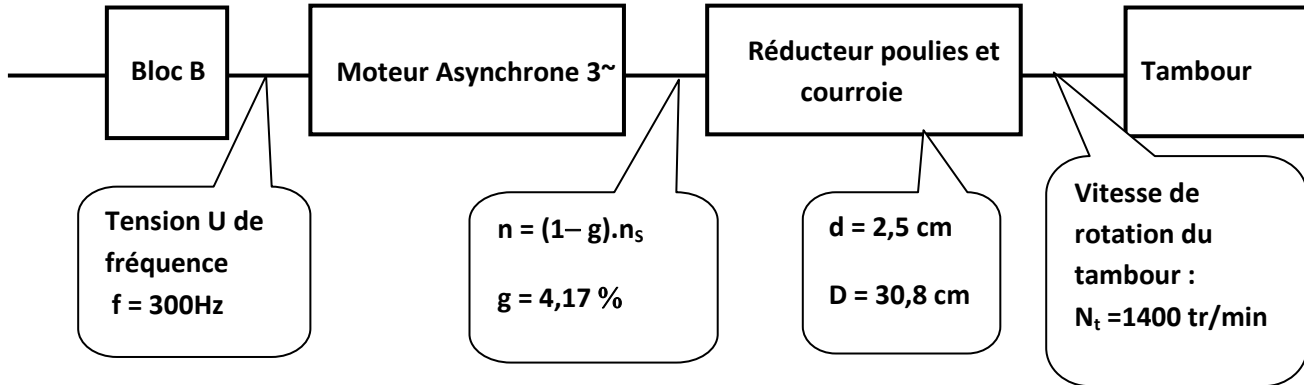 Bloc B
Moteur Asynchrone 3~
Réducteur poulies et
courroie
Tambour
Tension U de
fréquence
f = 300Hz
n = (1– g).nS
g = 4,17 %
d = 2,5 cm
D = 30,8 cm
Vitesse de
rotation du
tambour :
Nt =1400 tr/min